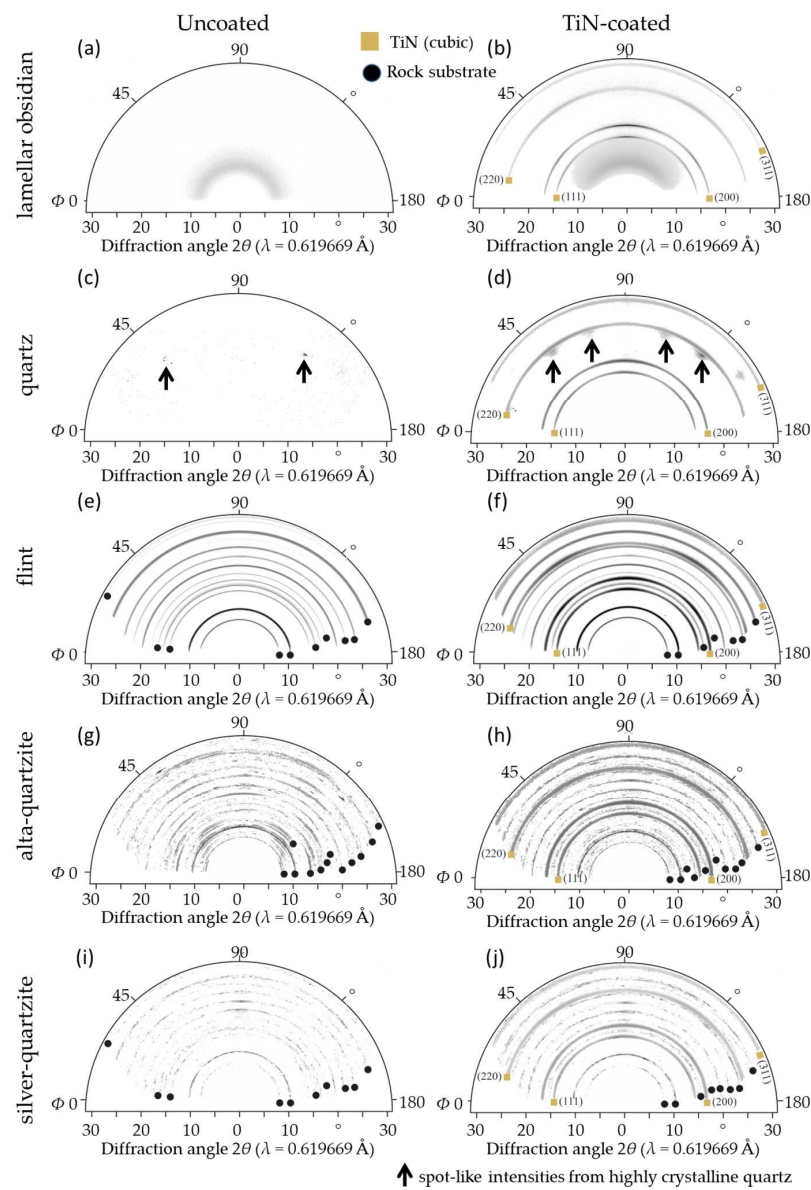 Uncoated TiN-coated
TiN (cubic)
Rock substrate
lamellar obsidian
(a)
90
45
°
Φ 0 180
30 20 10 0 10 20 ° 30
Diffraction angle 2θ (λ = 0.619669 Å)
(b)
90
45
°
(220) (111) (200) (311)
Φ 0 180
30 20 10 0 10 20 ° 30
Diffraction angle 2θ (λ = 0.619669 Å)
quartz
(c)
90
45
°
Φ 0 180
30 20 10 0 10 20 ° 30
Diffraction angle 2θ (λ = 0.619669 Å)
(d)
90
45
°
(220) (111) (200) (311)
Φ 0 180
30 20 10 0 10 20 ° 30
Diffraction angle 2θ (λ = 0.619669 Å)
flint
(e)
90
45
°
Φ 0 180
30 20 10 0 10 20 ° 30
Diffraction angle 2θ (λ = 0.619669 Å)
(f)
90
45
°
(220) (111) (200) (311)
Φ 0 180
30 20 10 0 10 20 ° 30
Diffraction angle 2θ (λ = 0.619669 Å)
alta-quartzite
(g)
90
45
°
Φ 0 180
30 20 10 0 10 20 ° 30
Diffraction angle 2θ (λ = 0.619669 Å)
(h)
90
45
°
(220) (111) (200) (311)
Φ 0 180
30 20 10 0 10 20 ° 30
Diffraction angle 2θ (λ = 0.619669 Å)
silver-quartzite
(i)
90
45
°
Φ 0 180
30 20 10 0 10 20 ° 30
Diffraction angle 2θ (λ = 0.619669 Å)
(j)
90
45
°
(220) (111) (200) (311)
Φ 0 180
30 20 10 0 10 20 ° 30
Diffraction angle 2θ (λ = 0.619669 Å)
spot-like intensities from highly crystalline quartz